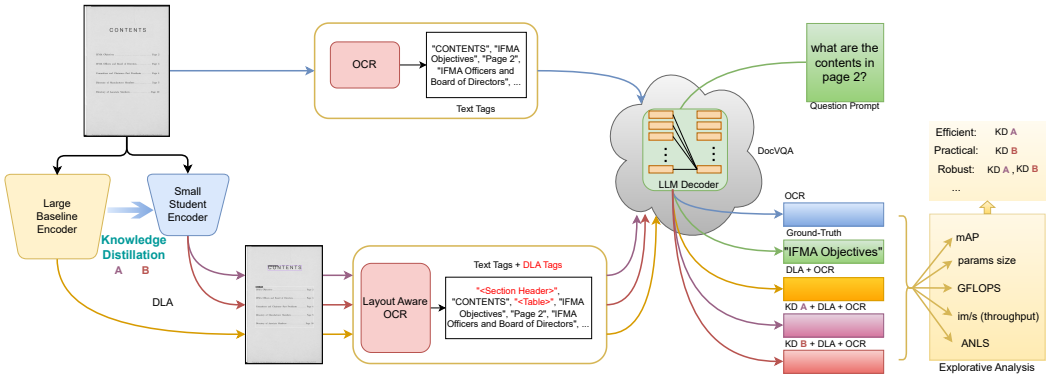 CONTENTS
OCR
"CONTENTS", "IFMA
Objectives", "Page 2",
"IFMA Officers and
Board of Directors", ...
Text Tags
what are the
contents in
page 2?
Question Prompt
DocVQA
LLM Decoder
Large
Baseline
Encoder
Small
Student
Encoder
Knowledge
Distillation
A B
DLA
CONTENTS
Layout Aware
OCR
Text Tags + DLA Tags
"<Section Header>",
"CONTENTS", "<Table>", "IFMA
Objectives", "Page 2", "IFMA
Officers and Board of Directors", ...
OCR
Ground-Truth
"IFMA Objectives"
DLA + OCR
KD A + DLA + OCR
KD B + DLA + OCR
Efficient: KD A
Practical: KD B
Robust: KD A , KD B
...
mAP
params size
GFLOPS
im/s (throughput)
ANLS
Explorative Analysis